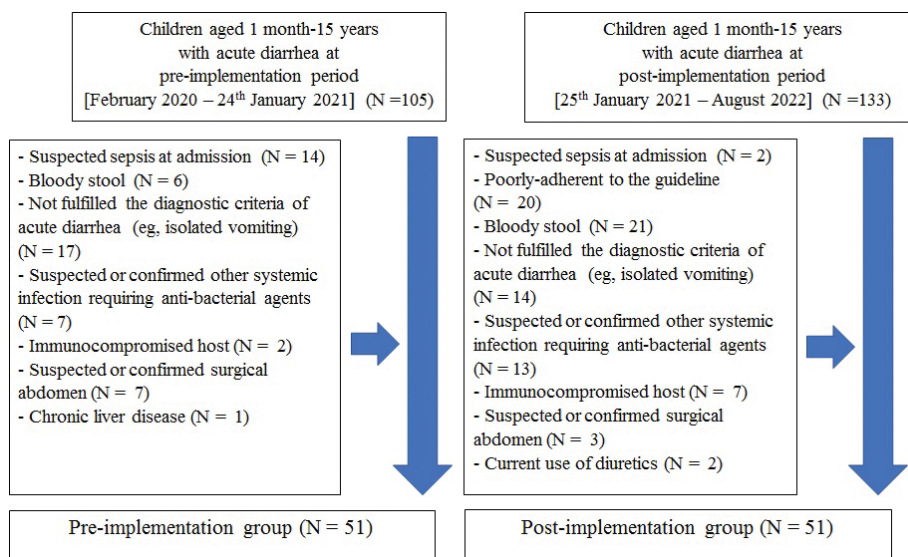 Children aged 1 month-15 years
with acute diarrhea at
pre-implementation period
[February 2020 – 24th January 2021] (N =105)
Children aged 1 month-15 years
with acute diarrhea at
post-implementation period
[25th January 2021 – August 2022] (N =133)
- Suspected sepsis at admission (N = 14)
- Bloody stool (N = 6)
- Not fulfilled the diagnostic criteria of
acute diarrhea (eg, isolated vomiting)
(N = 17)
- Suspected or confirmed other systemic
infection requiring anti-bacterial agents
(N = 7)
- Immunocompromised host (N = 2)
- Suspected or confirmed surgical
abdomen (N = 7)
- Chronic liver disease (N = 1)
- Suspected sepsis at admission (N = 2)
- Poorly-adherent to the guideline
(N = 20)
- Bloody stool (N = 21)
- Not fulfilled the diagnostic criteria of
acute diarrhea (eg, isolated vomiting)
(N = 14)
- Suspected or confirmed other systemic
infection requiring anti-bacterial agents
(N = 13)
- Immunocompromised host (N = 7)
- Suspected or confirmed surgical
abdomen (N = 3)
- Current use of diuretics (N = 2)
Pre-implementation group (N = 51)
Post-implementation group (N = 51)